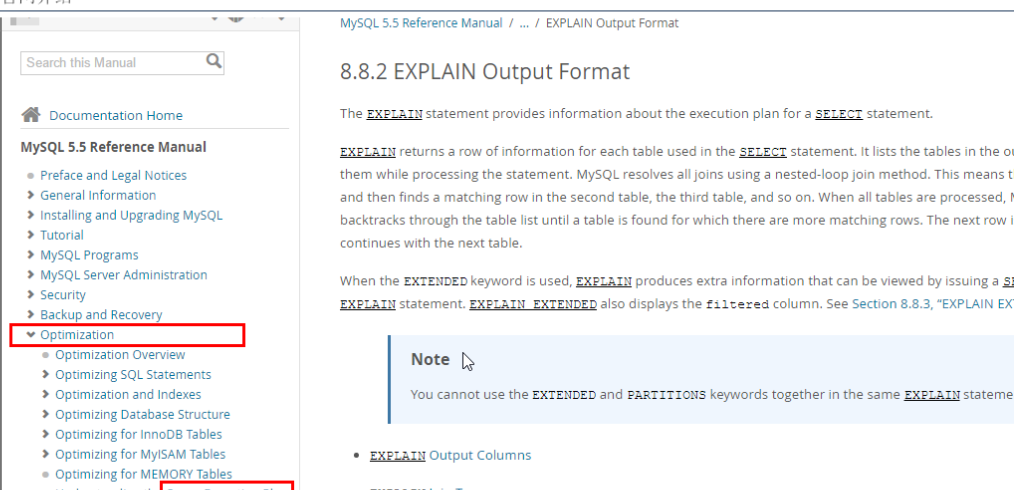 官网介绍
MySQL 5.5 Reference Manual / ... / EXPLAIN Output Format
Search this Manual
Documentation Home
MySQL 5.5 Reference Manual
Preface and Legal Notices
General Information
Installing and Upgrading MySQL
Tutorial
MySQL Programs
MySQL Server Administration
Security
Backup and Recovery
Optimization
Optimization Overview
Optimizing SQL Statements
Optimization and Indexes
Optimizing Database Structure
Optimizing for InnoDB Tables
Optimizing for MyISAM Tables
Optimizing for MEMORY Tables
8.8.2 EXPLAIN Output Format
The EXPLAIN statement provides information about the execution plan for a SELECT statement.
EXPLAIN returns a row of information for each table used in the SELECT statement. It lists the tables in the
them while processing the statement. MySQL resolves all joins using a nested-loop join method. This means
and then finds a matching row in the second table, the third table, and so on. When all tables are processed,
backtracks through the table list until a table is found for which there are more matching rows. The next row
continues with the next table.
When the EXTENDED keyword is used, EXPLAIN produces extra information that can be viewed by issuing a
EXPLAIN statement. EXPLAIN EXTENDED also displays the filtered column. See Section 8.8.3, “EXPLAIN
Note
You cannot use the EXTENDED and PARTITIONS keywords together in the same EXPLAIN
EXPLAIN Output Columns